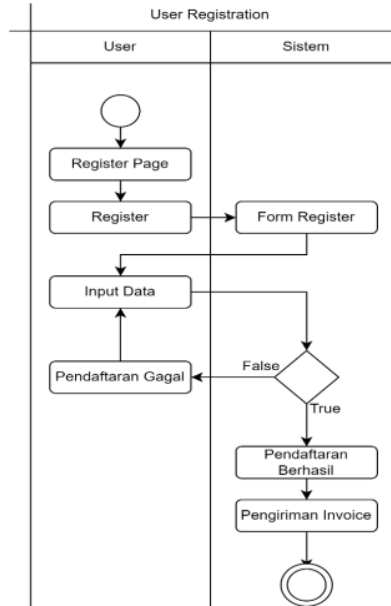 User Registration
User
Sistem
Register Page
Register
Form Register
Input Data
False
Pendaftaran Gagal
True
Pendaftaran
Berhasil
Pengiriman Invoice